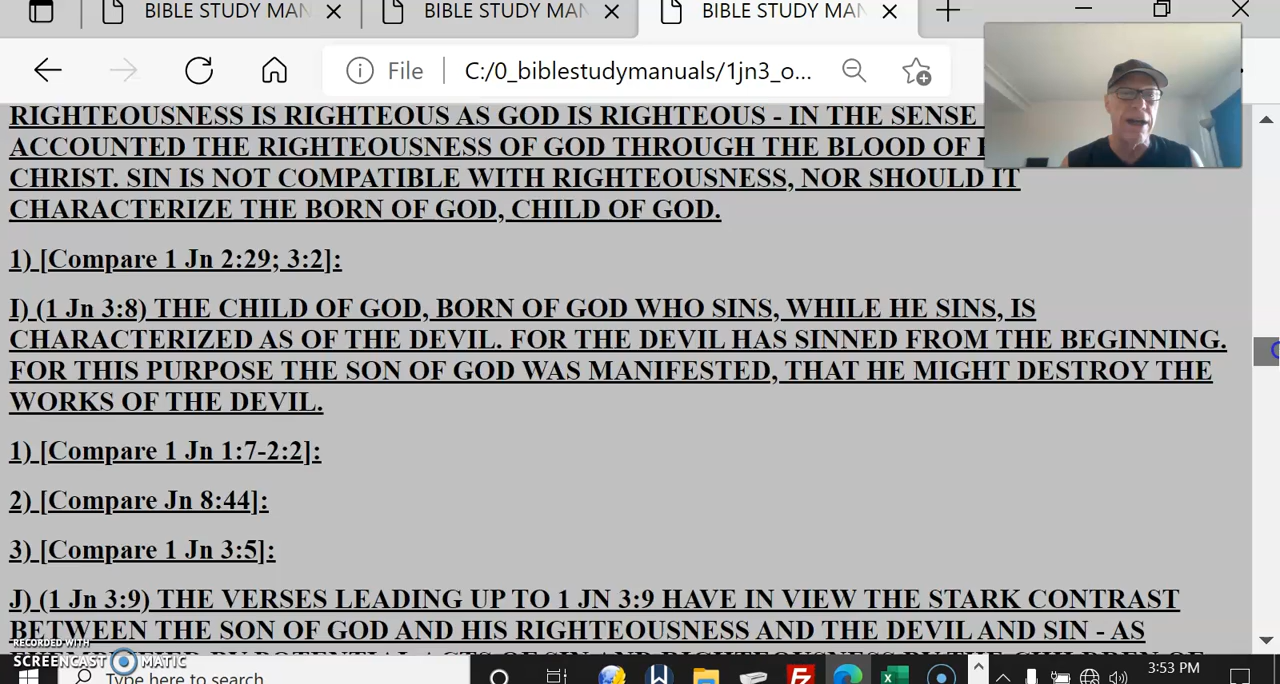 BIBLE STUDY MAN
BIBLE STUDY MAN
BIBLE STUDY MAN
File
C:/0_biblestudymanuals/1jn3_o...
RIGHTEOUSNESS IS RIGHTEOUS AS GOD IS RIGHTEOUS - IN THE SENSE
ACCOUNTED THE RIGHTEOUSNESS OF GOD THROUGH THE BLOOD OF
CHRIST. SIN IS NOT COMPATIBLE WITH RIGHTEOUSNESS, NOR SHOULD IT
CHARACTERIZE THE BORN OF GOD, CHILD OF GOD.
1) [Compare 1 Jn 2:29; 3:2]:
I) (1 Jn 3:8) THE CHILD OF GOD, BORN OF GOD WHO SINS, WHILE HE SINS, IS
CHARACTERIZED AS OF THE DEVIL. FOR THE DEVIL HAS SINNED FROM THE BEGINNING.
FOR THIS PURPOSE THE SON OF GOD WAS MANIFESTED, THAT HE MIGHT DESTROY THE
WORKS OF THE DEVIL.
1) [Compare 1 Jn 1:7-2:2]:
2) [Compare Jn 8:44]:
3) [Compare 1 Jn 3:5]:
J) (1 Jn 3:9) THE VERSES LEADING UP TO 1 JN 3:9 HAVE IN VIEW THE STARK CONTRAST
BETWEEN THE SON OF GOD AND HIS RIGHTEOUSNESS AND THE DEVIL AND SIN - AS
RECORDED WITH
SCREENCAST MATIC
Type here to search
3:53 PM